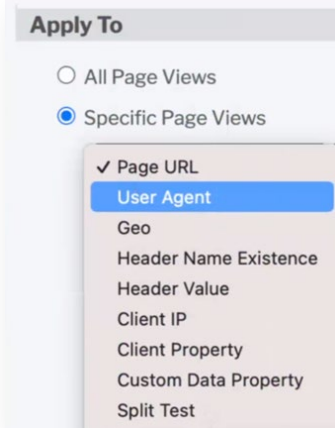 Apply To
All Page Views
Specific Page Views
✓ Page URL
User Agent
Geo
Header Name Existence
Header Value
Client IP
Client Property
Custom Data Property
Split Test